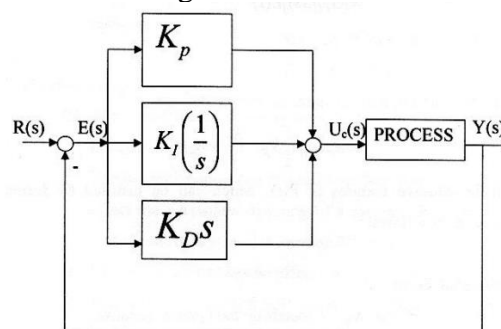 K_p
R(s) E(s) K_I(1/s) U_c(s) PROCESS Y(s)
-
K_D s